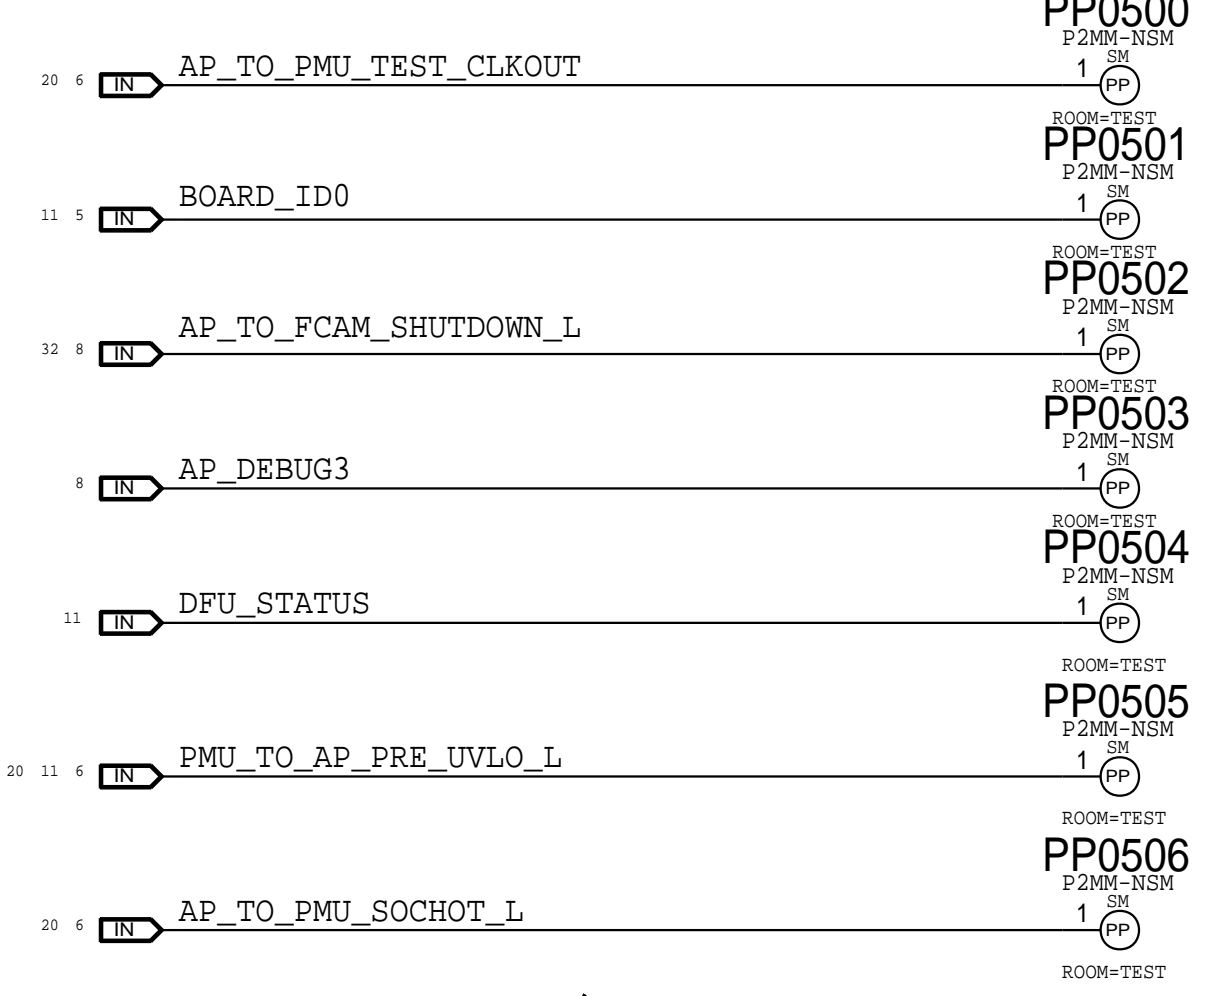 PP0500
P2MM-NSM
SM
20 6 IN AP_TO_PMU_TEST_CLKOUT 1 PP
ROOM=TEST
PP0501
P2MM-NSM
SM
11 5 IN BOARD_ID0 1 PP
ROOM=TEST
PP0502
P2MM-NSM
SM
32 8 IN AP_TO_FCAM_SHUTDOWN_L 1 PP
ROOM=TEST
PP0503
P2MM-NSM
SM
8 IN AP_DEBUG3 1 PP
ROOM=TEST
PP0504
P2MM-NSM
SM
11 IN DFU_STATUS 1 PP
ROOM=TEST
PP0505
P2MM-NSM
SM
20 11 6 IN PMU_TO_AP_PRE_UVLO_L 1 PP
ROOM=TEST
PP0506
P2MM-NSM
SM
20 6 IN AP_TO_PMU_SOCHOT_L 1 PP
ROOM=TEST